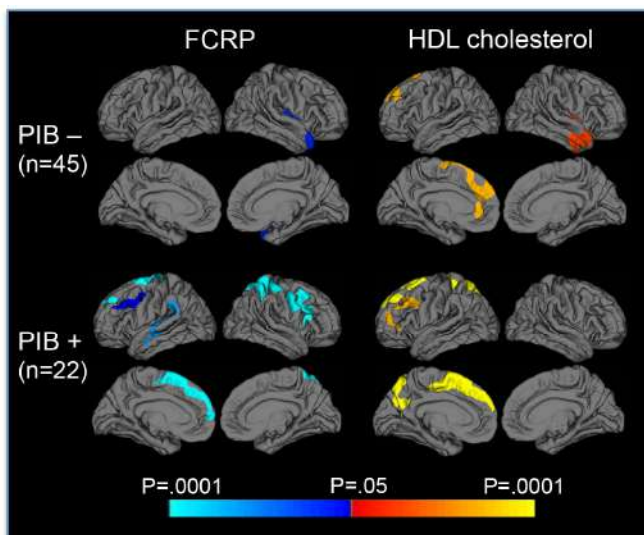 FCRP
HDL cholesterol
PIB –
(n=45)
PIB +
(n=22)
P=.0001
P=.05
P=.0001